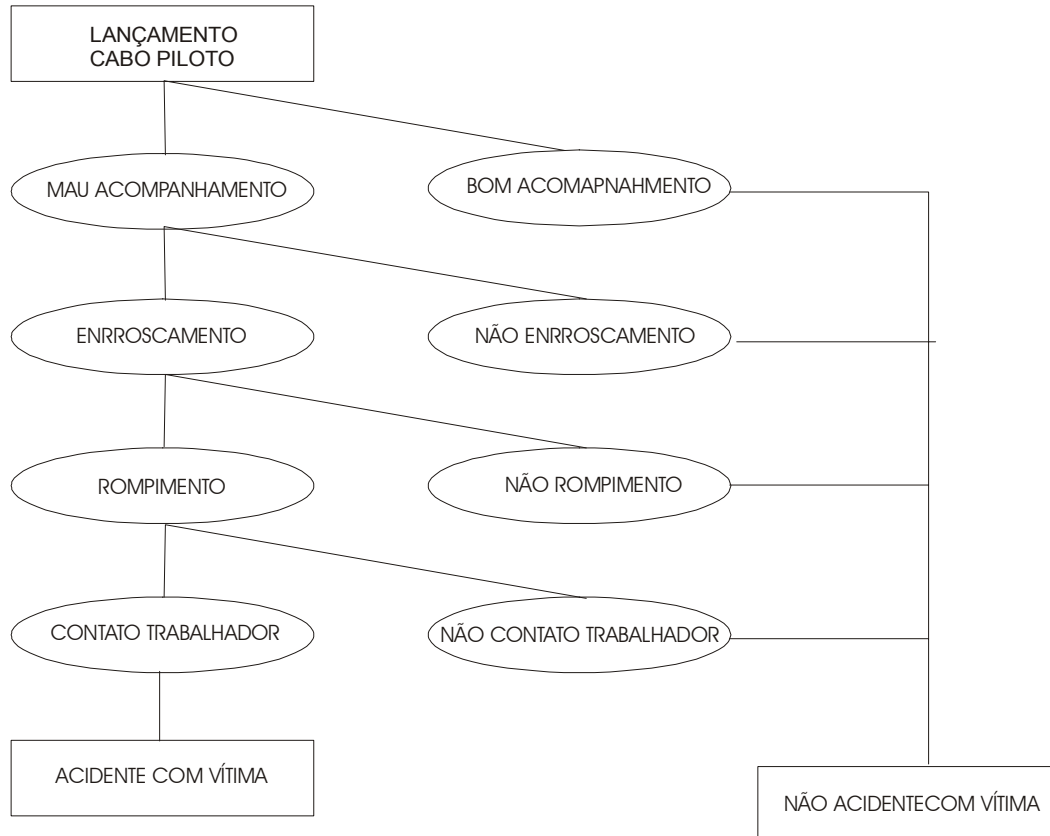 LANÇAMENTO
CABO PILOTO
MAU ACOMPANHAMENTO
BOM ACOMAPNAHMENTO
ENRROSCAMENTO
NÃO ENRROSCAMENTO
ROMPIMENTO
NÃO ROMPIMENTO
CONTATO TRABALHADOR
NÃO CONTATO TRABALHADOR
ACIDENTE COM VÍTIMA
NÃO ACIDENTECOM VÍTIMA